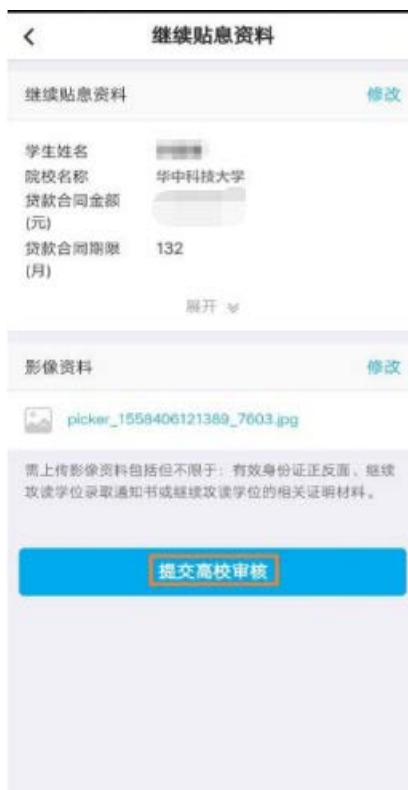 继续贴息资料
继续贴息资料 修改
学生姓名
院校名称 华中科技大学
贷款合同金额
(元)
贷款合同期限 132
(月)
展开
影像资料 修改
picker_1558406121389_7603.jpg
需上传影像资料包括但不限于：有效身份证正反面、继续
攻读学位录取通知书或继续攻读学位的相关证明材料。
提交高校审核